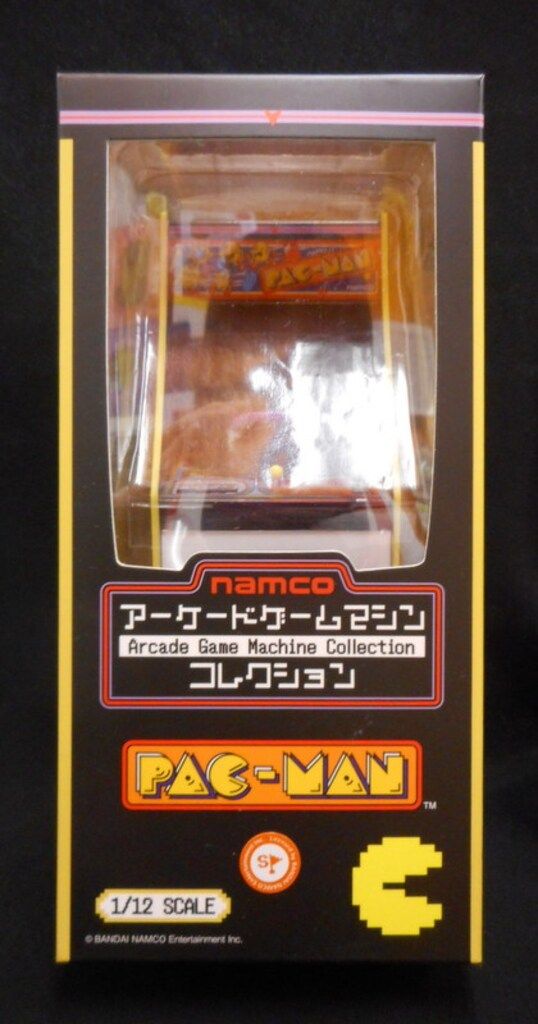 PAC-MAN
namco
アーケードゲームマシン
Arcade Game Machine Collection
コレクション
PAC-MAN
TM
S
1/12 SCALE
© BANDAI NAMCO Entertainment Inc.